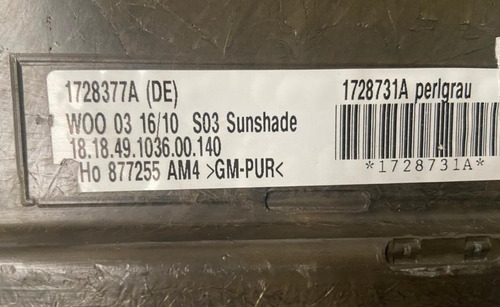 1728377A (DE)
WOO 03 16/10 S03 Sunshade
18.18.49.1036.00.140
Ho 877255 AM4 >GM-PUR<
1728731A perlgrau
*1728731A*